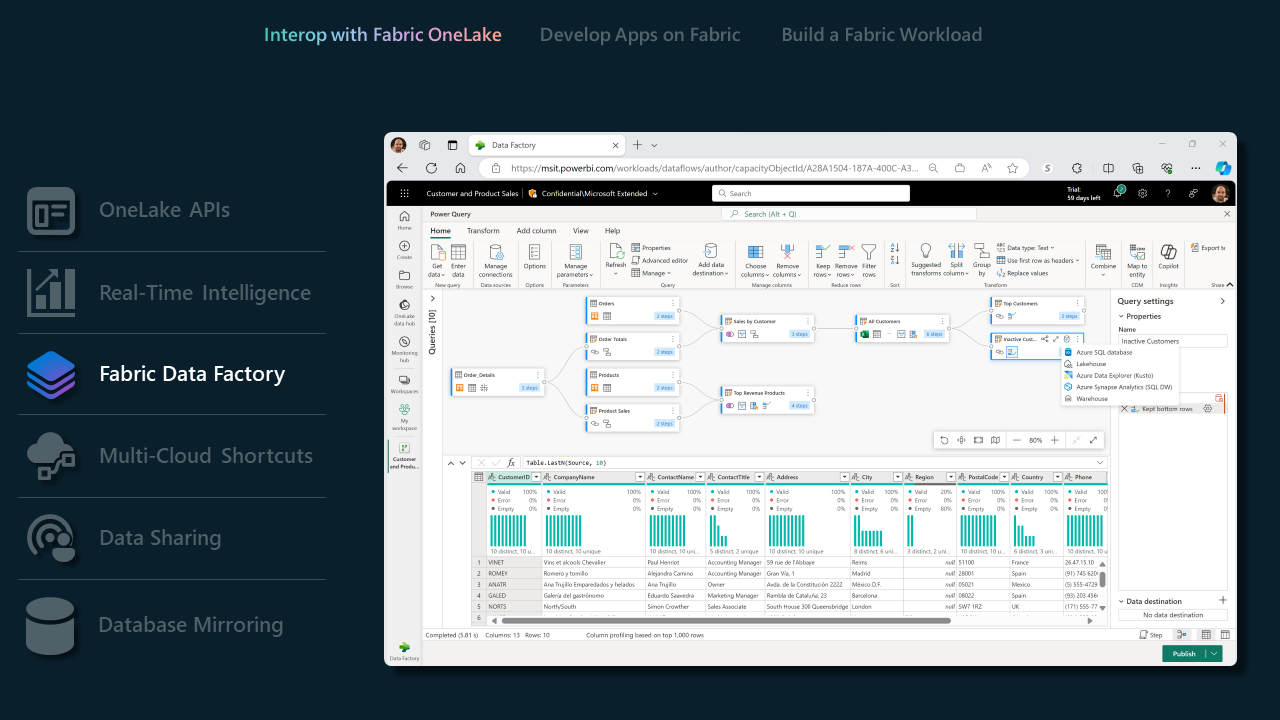 Interop with Fabric OneLake
Develop Apps on Fabric
Build a Fabric Workload
OneLake APIs
Real-Time Intelligence
Fabric Data Factory
Multi-Cloud Shortcuts
Data Sharing
Database Mirroring
Data Factory
https://msit.powerbi.com/workloads/dataflows/author/capacityObjectId/A28A1504-187A-400C-A3...
Customer and Product Sales
Confidential\Microsoft Extended
Search
Trial:
59 days left
2
Home
Create
Browse
OneLake
data hub
Monitoring
hub
Workspaces
My
workspace
Customer
and Produ...
Data Factory
Power Query
Search (Alt + Q)
Home Transform Add column View Help
Get
data
Enter
data
New query
Manage
connections
Data sources
Options
Options
Manage
parameters
Parameters
Refresh
Properties
Advanced editor
Manage
Add data
destination
Query
Choose
columns
Remove
columns
Manage columns
Keep
rows
Remove
rows
Filter
rows
Reduce rows
Sort
Suggested
transforms
Split
column
Group
by
Data type: Text
Use first row as headers
Replace values
Transform
Combine
Map to
entity
CDM
Copilot
Insights
Export te
Share
Queries [10]
Order_Details
3 steps
Orders
2 steps
Order Totals
2 steps
Products
2 steps
Product Sales
2 steps
Sales by Customer
3 steps
Top Revenue Products
4 steps
All Customers
6 steps
Top Customers
2 steps
Inactive Cust...
Azure SQL database
Lakehouse
Azure Data Explorer (Kusto)
Azure Synapse Analytics (SQL DW)
Warehouse
80%
Query settings
Properties
Name
Inactive Customers
Kept bottom rows
Data destination
No data destination
fx Table.LastN(Source, 10)
CustomerID CompanyName ContactName ContactTitle Address City Region PostalCode Country Phone
Valid 100% Valid 100% Valid 100% Valid 100% Valid 100% Valid 100% Valid 20% Valid 100% Valid 100% Valid 100
Error 0% Error 0% Error 0% Error 0% Error 0% Error 0% Error 0% Error 0% Error 0% Error 0%
Empty 0% Empty 0% Empty 0% Empty 0% Empty 0% Empty 0% Empty 80% Empty 0% Empty 0% Empty 0%
10 distinct, 10 u... 10 distinct, 10 unique 10 distinct, 10 uni... 5 distinct, 2 unique 10 distinct, 10 unique 8 distinct, 6 uni... 3 distinct, 2 uni... 10 distinct, 10 u... 6 distinct, 3 uni... 10 distinct, 10 un
1 VINET Vins et alcools Chevalier Paul Henriot Accounting Manager 59 rue de l'Abbaye Reims null 51100 France 26.47.15.10
2 ROMEY Romero y tomillo Alejandra Camino Accounting Manager Gran Vía, 1 Madrid null 28001 Spain (91) 745 620
3 ANATR Ana Trujillo Emparedados y helados Ana Trujillo Owner Avda. de la Constitución 2222 México D.F. null 05021 Mexico (5) 555-4729
4 GALED Galería del gastrónomo Eduardo Saavedra Marketing Manager Rambla de Cataluña, 23 Barcelona null 08022 Spain (93) 203 4560
5 NORTS North/South Simon Crowther Sales Associate South House 300 Queensbridge London null SW7 1RZ UK (171) 555-77
6
Completed (5.81 s) Columns: 13 Rows: 10
Column profiling based on top 1,000 rows
Step
Publish